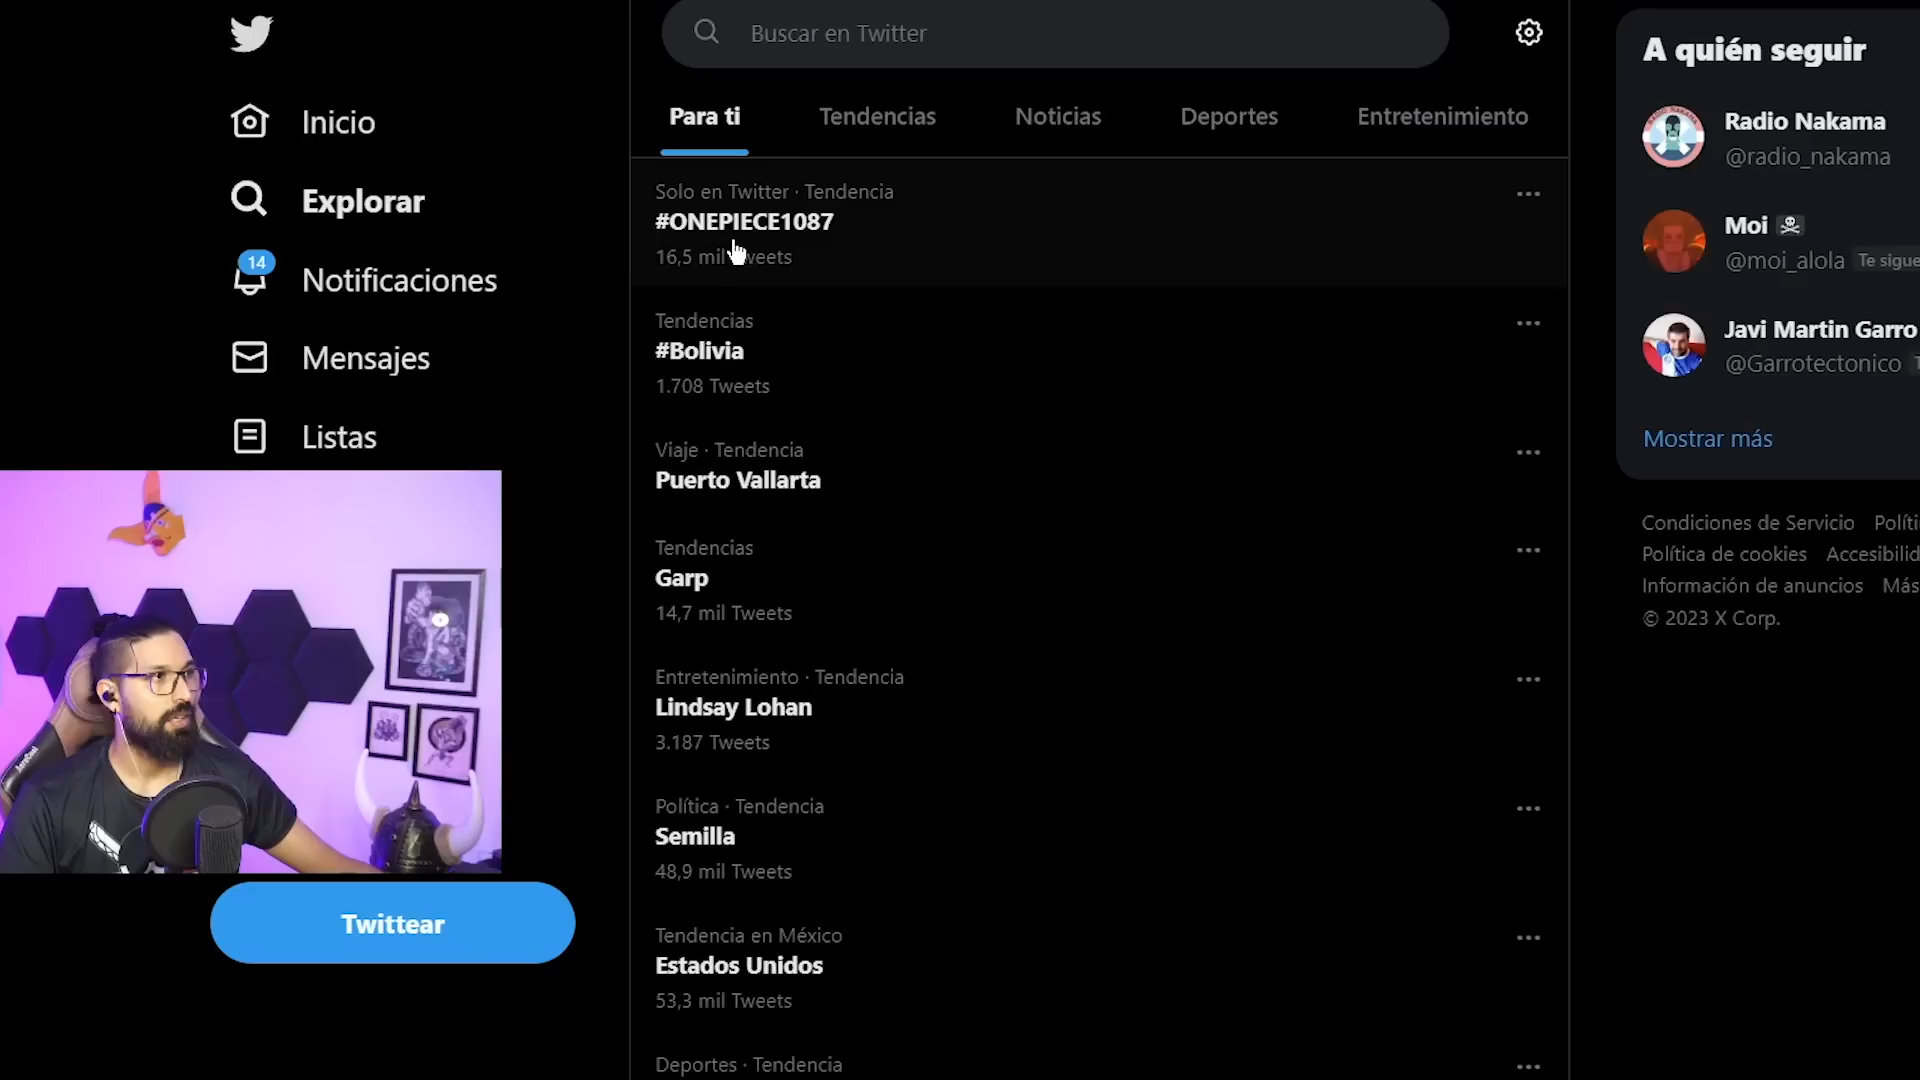 Inicio
Explorar
14
Notificaciones
Mensajes
Listas
Twittear
Buscar en Twitter
Para ti
Tendencias
Noticias
Deportes
Entretenimiento
Solo en Twitter · Tendencia
#ONEPIECE1087
16,5 mil Tweets
Tendencias
#Bolivia
1.708 Tweets
Viaje · Tendencia
Puerto Vallarta
Tendencias
Garp
14,7 mil Tweets
Entretenimiento · Tendencia
Lindsay Lohan
3.187 Tweets
Política · Tendencia
Semilla
48,9 mil Tweets
Tendencia en México
Estados Unidos
53,3 mil Tweets
Deportes · Tendencia
A quién seguir
Radio Nakama
@radio_nakama
Moi
@moi_alola Te sigue
Javi Martin Garro
@Garrotectonico
Mostrar más
Condiciones de Servicio Políti
Política de cookies Accesibilid
Información de anuncios Más
© 2023 X Corp.